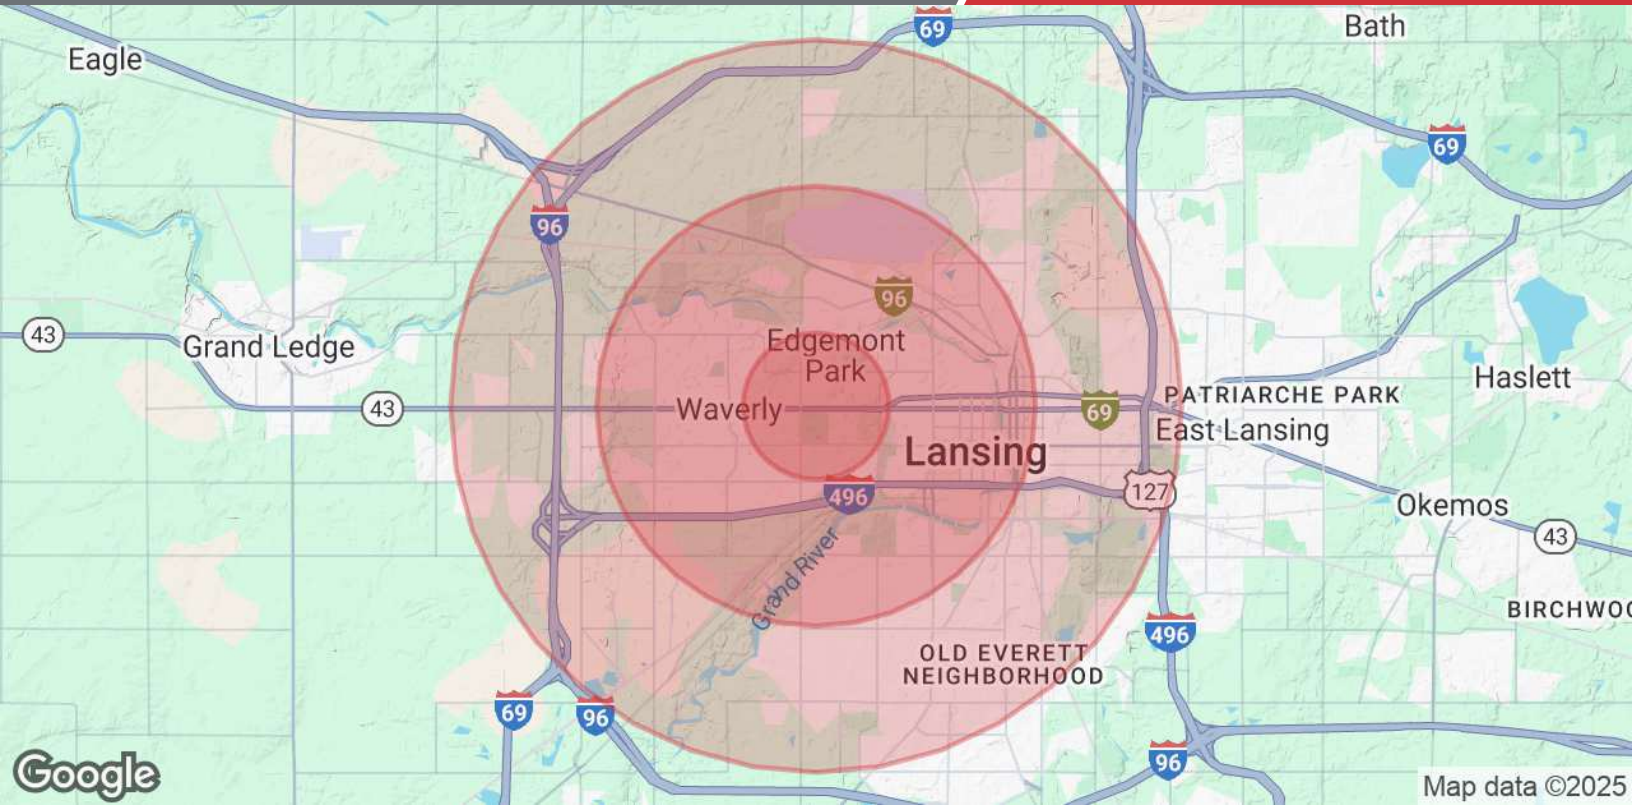 69
Bath
Eagle
69
96
96
Edgemont
Park
43
Grand Ledge
Haslett
43
Waverly
PATRIARCHE PARK
69
East Lansing
Lansing
496
127
Okemos
43
Grand River
BIRCHWOO
496
OLD EVERETT
NEIGHBORHOOD
69
96
96
Google
Map data ©2025